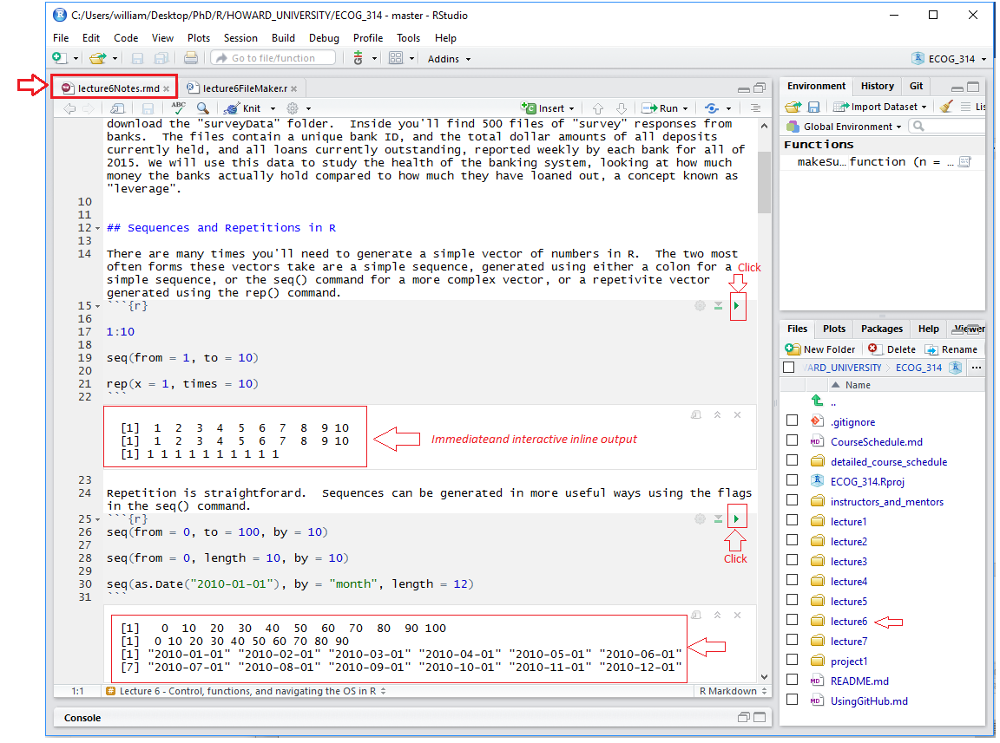 C:/Users/william/Desktop/PhD/R/HOWARD_UNIVERSITY/ECOG_314 - master - RStudio
File Edit Code View Plots Session Build Debug Profile Tools Help
Go to file/function
Addins
ECOG_314
lecture6Notes.rmd
lecture6FileMaker.r
ABC
Knit
Insert
Run
download the "surveyData" folder.  Inside you'll find 500 files of "survey" responses from
banks.  The files contain a unique bank ID, and the total dollar amounts of all deposits
currently held, and all loans currently outstanding, reported weekly by each bank for all of
2015. We will use this data to study the health of the banking system, looking at how much
money the banks actually hold compared to how much they have loaned out, a concept known as
"leverage".
10
11
12 ## Sequences and Repetitions in R
13
14 There are many times you'll need to generate a simple vector of numbers in R.  The two most
often forms these vectors take are a simple sequence, generated using either a colon for a
simple sequence, or the seq() command for a more complex vector, or a repetivite vector
generated using the rep() command.
Click
15 ```{r}
16
17 1:10
18
19 seq(from = 1, to = 10)
20
21 rep(x = 1, times = 10)
22 ```
[1] 1 2 3 4 5 6 7 8 9 10
[1] 1 2 3 4 5 6 7 8 9 10
[1] 1 1 1 1 1 1 1 1 1 1
Immediateand interactive inline output
23
24 Repetition is straightforard.  Sequences can be generated in more useful ways using the flags
in the seq() command.
25 ```{r}
26 seq(from = 0, to = 100, by = 10)
27
28 seq(from = 0, length = 10, by = 10)
29
30 seq(as.Date("2010-01-01"), by = "month", length = 12)
31 ```
Click
[1] 0 10 20 30 40 50 60 70 80 90 100
[1] 0 10 20 30 40 50 60 70 80 90
[1] "2010-01-01" "2010-02-01" "2010-03-01" "2010-04-01" "2010-05-01" "2010-06-01"
[7] "2010-07-01" "2010-08-01" "2010-09-01" "2010-10-01" "2010-11-01" "2010-12-01"
1:1 # Lecture 6 - Control, functions, and navigating the OS in R
R Markdown
Console
Environment History Git
Import Dataset
Lis
Global Environment
Functions
makeSu… function (n = …
Files Plots Packages Help Viewer
New Folder Delete Rename
ARD_UNIVERSITY ECOG_314 ...
Name
..
.gitignore
CourseSchedule.md
detailed_course_schedule
ECOG_314.Rproj
instructors_and_mentors
lecture1
lecture2
lecture3
lecture4
lecture5
lecture6
lecture7
project1
README.md
UsingGitHub.md